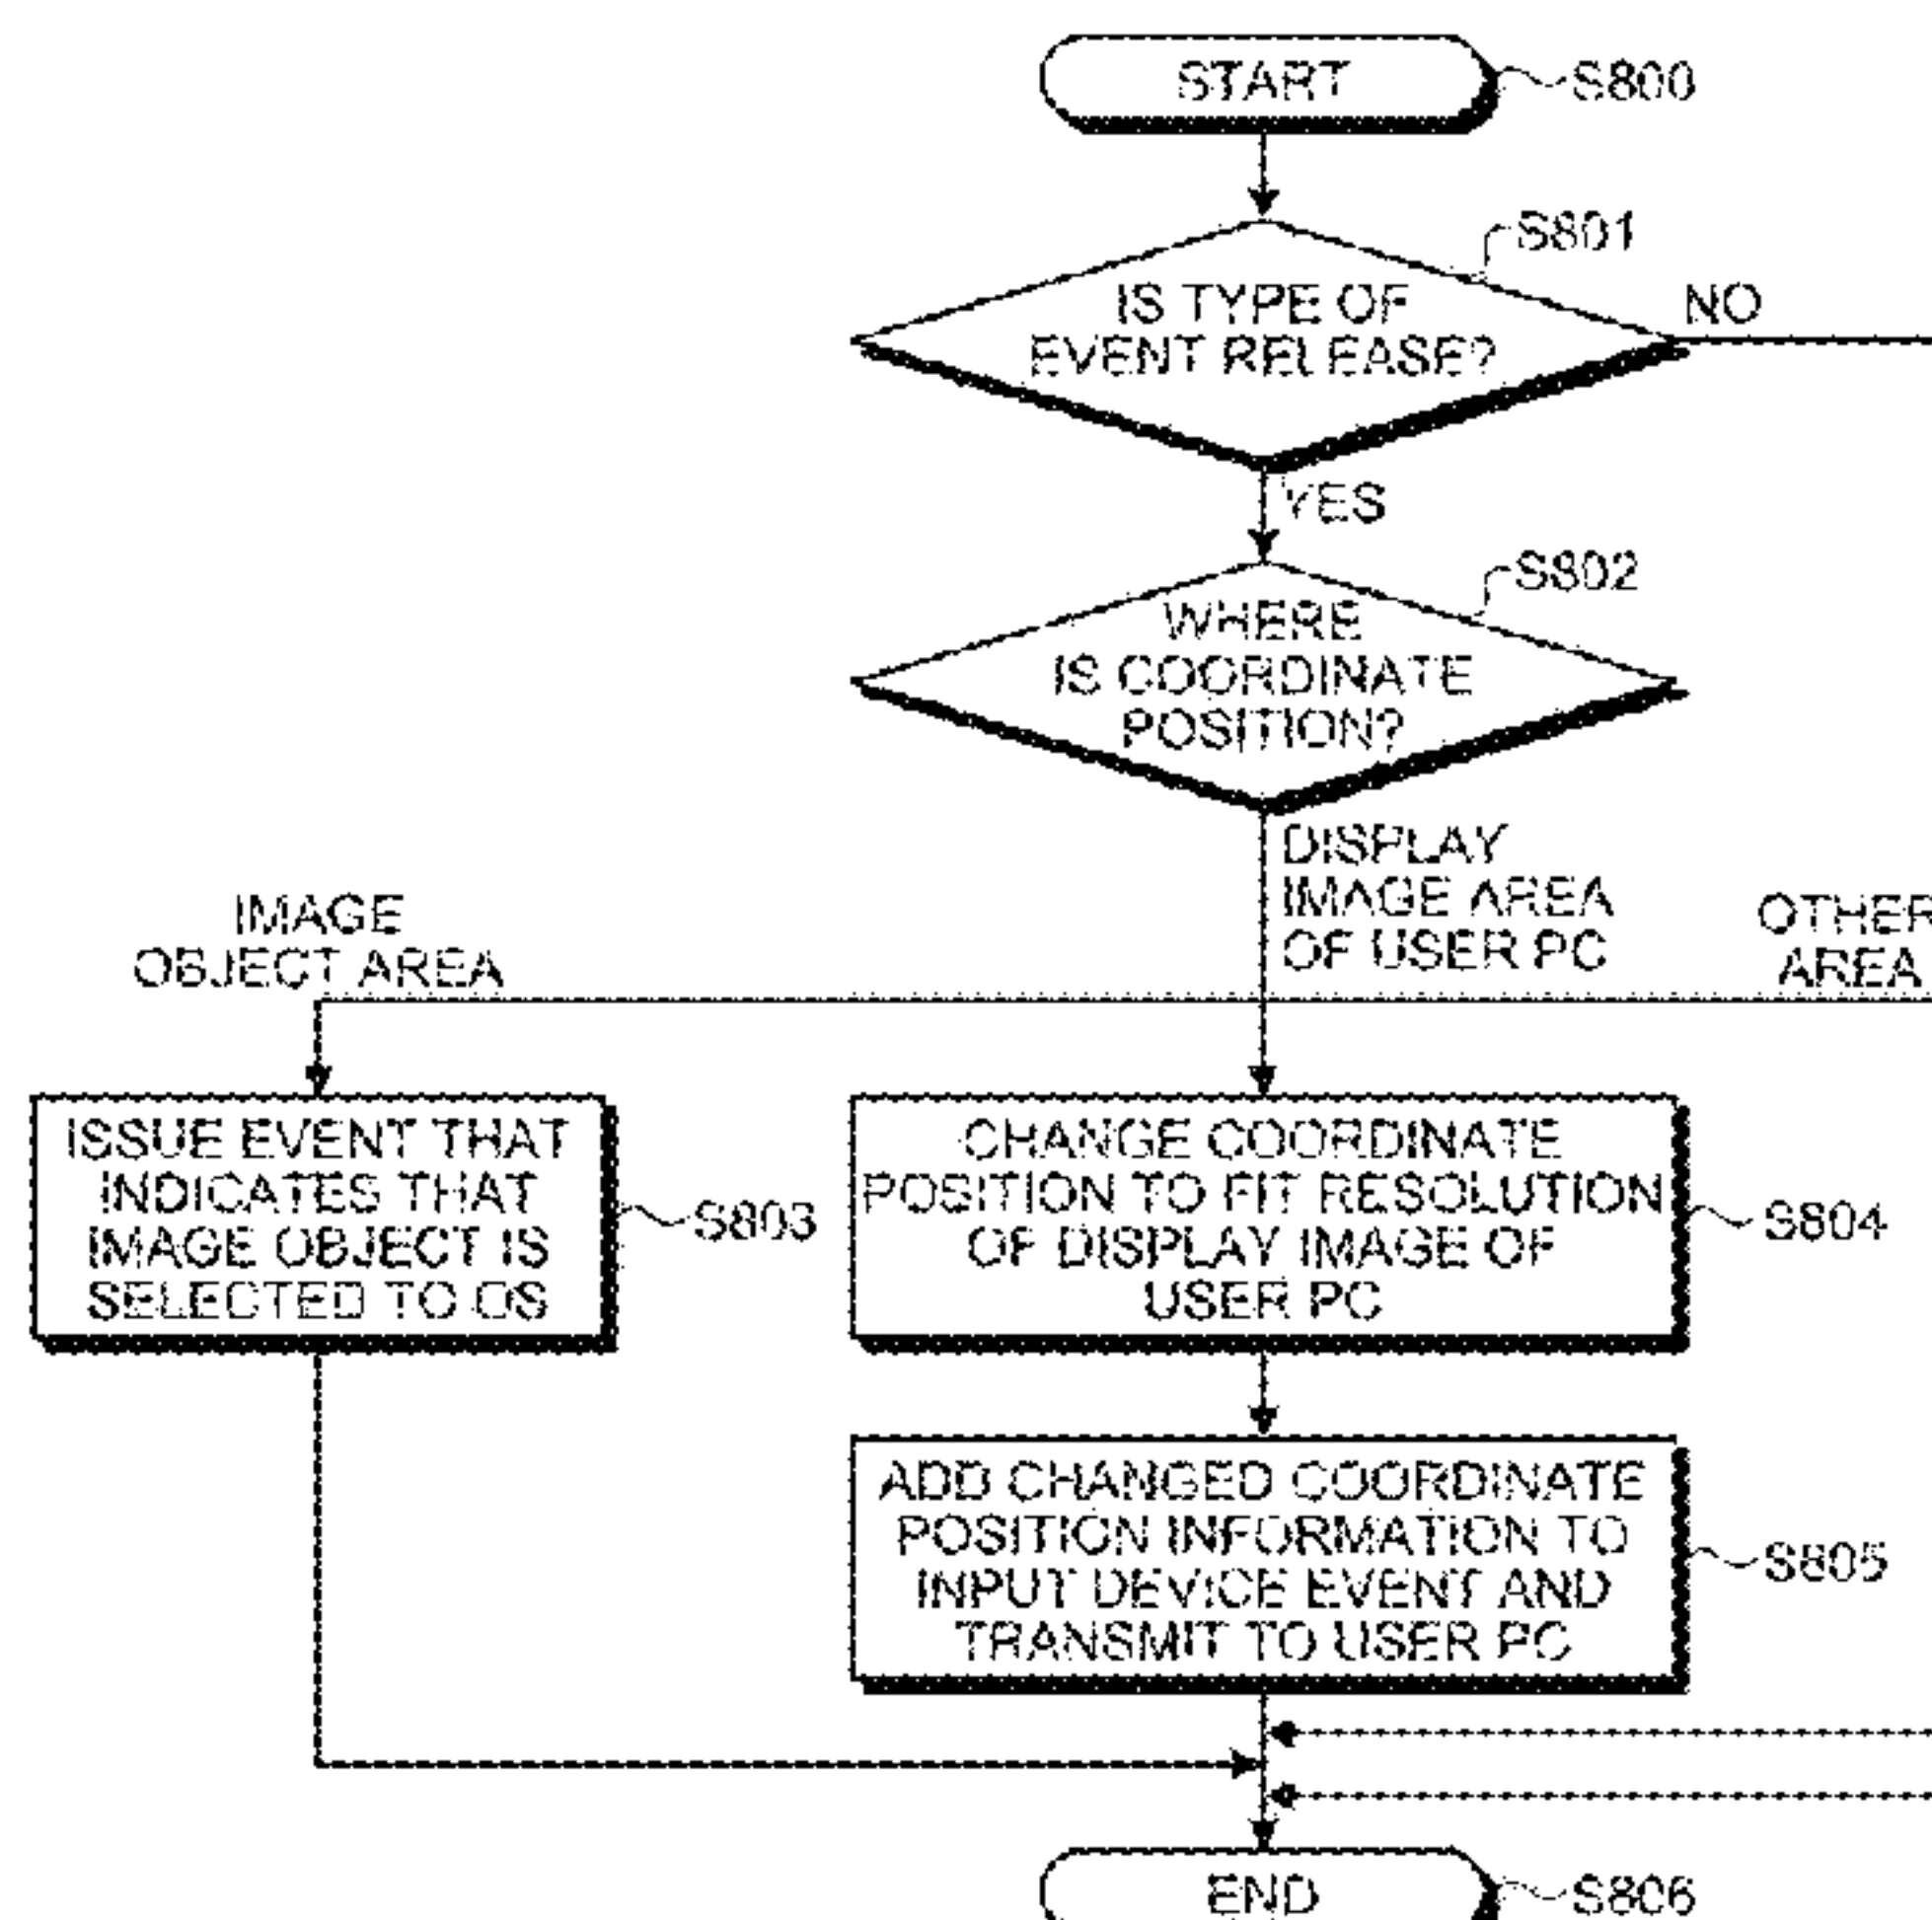 START
S800
S801
IS TYPE OF
EVENT RELEASE?
NO
YES
S802
WHERE
IS COORDINATE
POSITION?
DISPLAY
IMAGE AREA
OF USER PC
IMAGE
OBJECT AREA
OTHER
AREA
ISSUE EVENT THAT
INDICATES THAT
IMAGE OBJECT IS
SELECTED TO OS
S803
CHANGE COORDINATE
POSITION TO FIT RESOLUTION
OF DISPLAY IMAGE OF
USER PC
S804
ADD CHANGED COORDINATE
POSITION INFORMATION TO
INPUT DEVICE EVENT AND
TRANSMIT TO USER PC
S805
END
S806